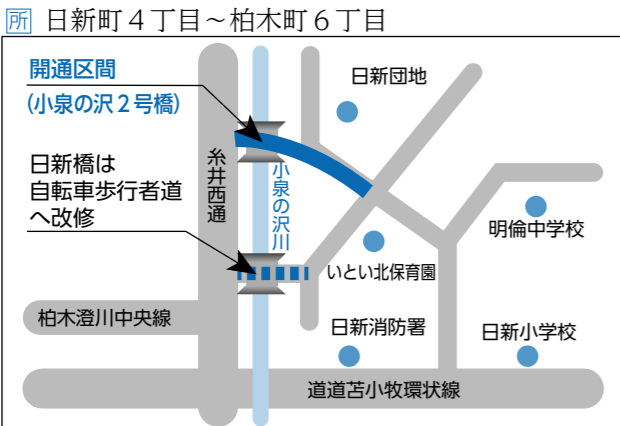 所 日新町４丁目～柏木町６丁目
開通区間
(小泉の沢２号橋)
日新団地
日新橋は
自転車歩行者道
へ改修
糸井西通
小泉の沢川
明倫中学校
いとい北保育園
柏木澄川中央線
日新消防署
日新小学校
道道苫小牧環状線